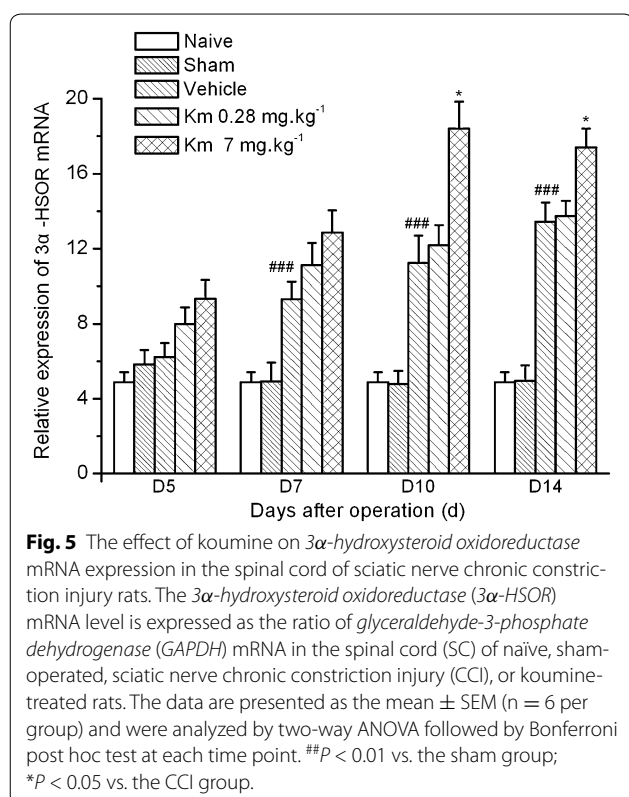 Naive
Sham
Vehicle
Km 0.28 mg.kg⁻¹
Km 7 mg.kg⁻¹
Relative expression of 3α -HSOR mRNA
20
16
12
8
4
0
###
###
*
###
*
D5 D7 D10 D14
Days after operation (d)
Fig. 5 The effect of koumine on 3α-hydroxysteroid oxidoreductase
mRNA expression in the spinal cord of sciatic nerve chronic constric-
tion injury rats. The 3α-hydroxysteroid oxidoreductase (3α-HSOR)
mRNA level is expressed as the ratio of glyceraldehyde-3-phosphate
dehydrogenase (GAPDH) mRNA in the spinal cord (SC) of naïve, sham-
operated, sciatic nerve chronic constriction injury (CCI), or koumine-
treated rats. The data are presented as the mean ± SEM (n = 6 per
group) and were analyzed by two-way ANOVA followed by Bonferroni
post hoc test at each time point. ##P < 0.01 vs. the sham group;
*P < 0.05 vs. the CCI group.